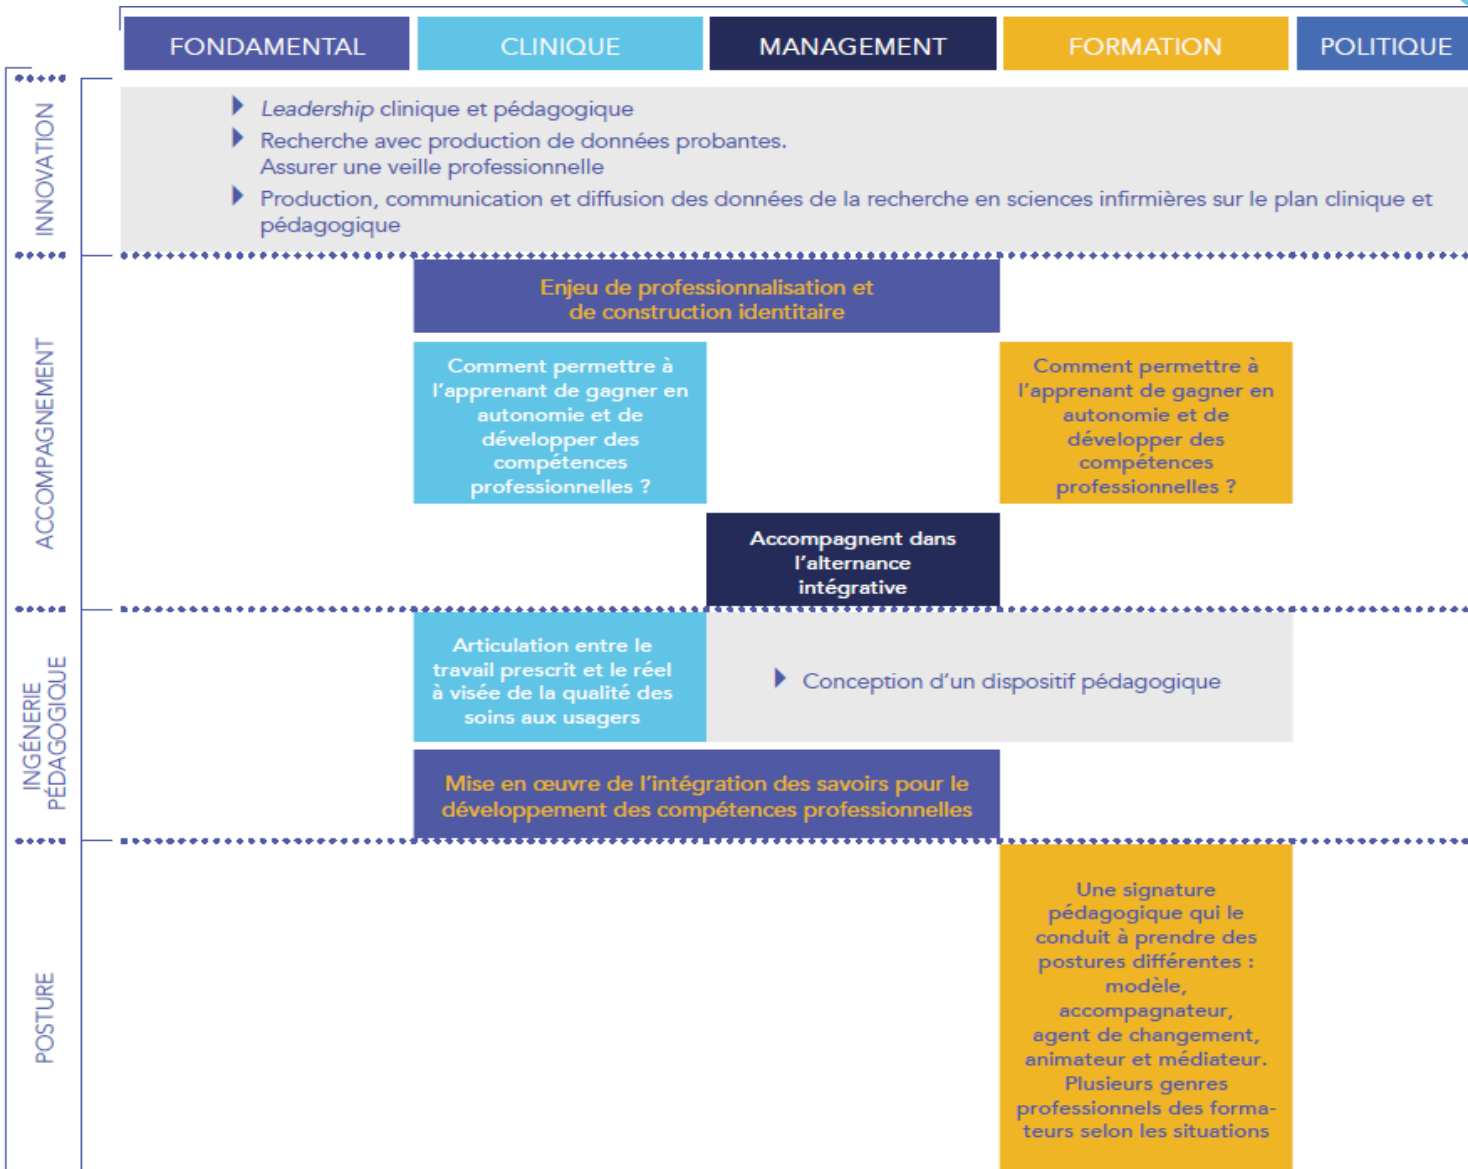 FONDAMENTAL
CLINIQUE
MANAGEMENT
FORMATION
POLITIQUE
INNOVATION
Leadership clinique et pédagogique
Recherche avec production de données probantes.
Assurer une veille professionnelle
Production, communication et diffusion des données de la recherche en sciences infirmières sur le plan clinique et
pédagogique
ACCOMPAGNEMENT
Enjeu de professionnalisation et
de construction identitaire
Comment permettre à
l'apprenant de gagner en
autonomie et de
développer des
compétences
professionnelles ?
Comment permettre à
l'apprenant de gagner en
autonomie et de
développer des
compétences
professionnelles ?
Accompagnent dans
l'alternance
intégrative
INGÉNERIE
PÉDAGOGIQUE
Articulation entre le
travail prescrit et le réel
à visée de la qualité des
soins aux usagers
Conception d'un dispositif pédagogique
Mise en œuvre de l'intégration des savoirs pour le
développement des compétences professionnelles
POSTURE
Une signature
pédagogique qui le
conduit à prendre des
postures différentes :
modèle,
accompagnateur,
agent de changement,
animateur et médiateur.
Plusieurs genres
professionnels des forma-
teurs selon les situations